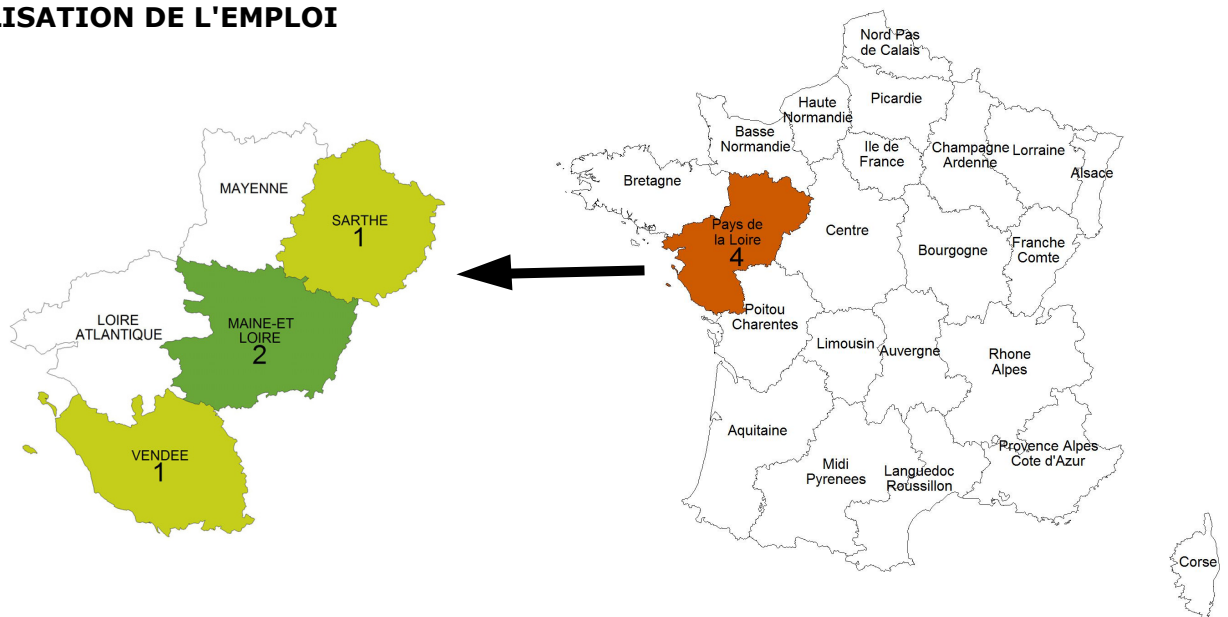 LISATION DE L'EMPLOI
MAYENNE
SARTHE
1
LOIRE
ATLANTIQUE
MAINE-ET
LOIRE
2
VENDEE
1
Nord Pas
de Calais
Picardie
Haute
Normandie
Basse
Normandie
Ile de
France
Champagne
Ardenne
Lorraine
Alsace
Bretagne
Pays de
la Loire
4
Centre
Bourgogne
Franche
Comte
Poitou
Charentes
Limousin
Auvergne
Rhone
Alpes
Aquitaine
Midi
Pyrenees
Languedoc
Roussillon
Provence Alpes
Cote d'Azur
Corse